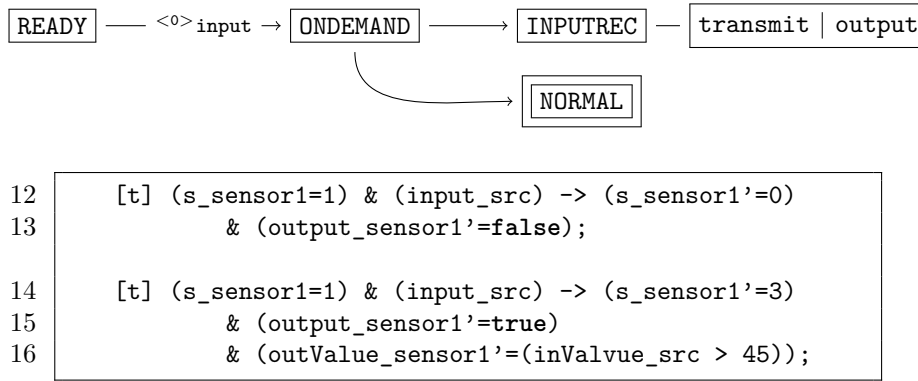 READY <0> input ONDEMAND INPUTREC transmit | output
NORMAL
12 [t] (s_sensor1=1) & (input_src) -> (s_sensor1'=0)
13 & (output_sensor1'=false);
14 [t] (s_sensor1=1) & (input_src) -> (s_sensor1'=3)
15 & (output_sensor1'=true)
16 & (outValue_sensor1'=(inValvue_src > 45));